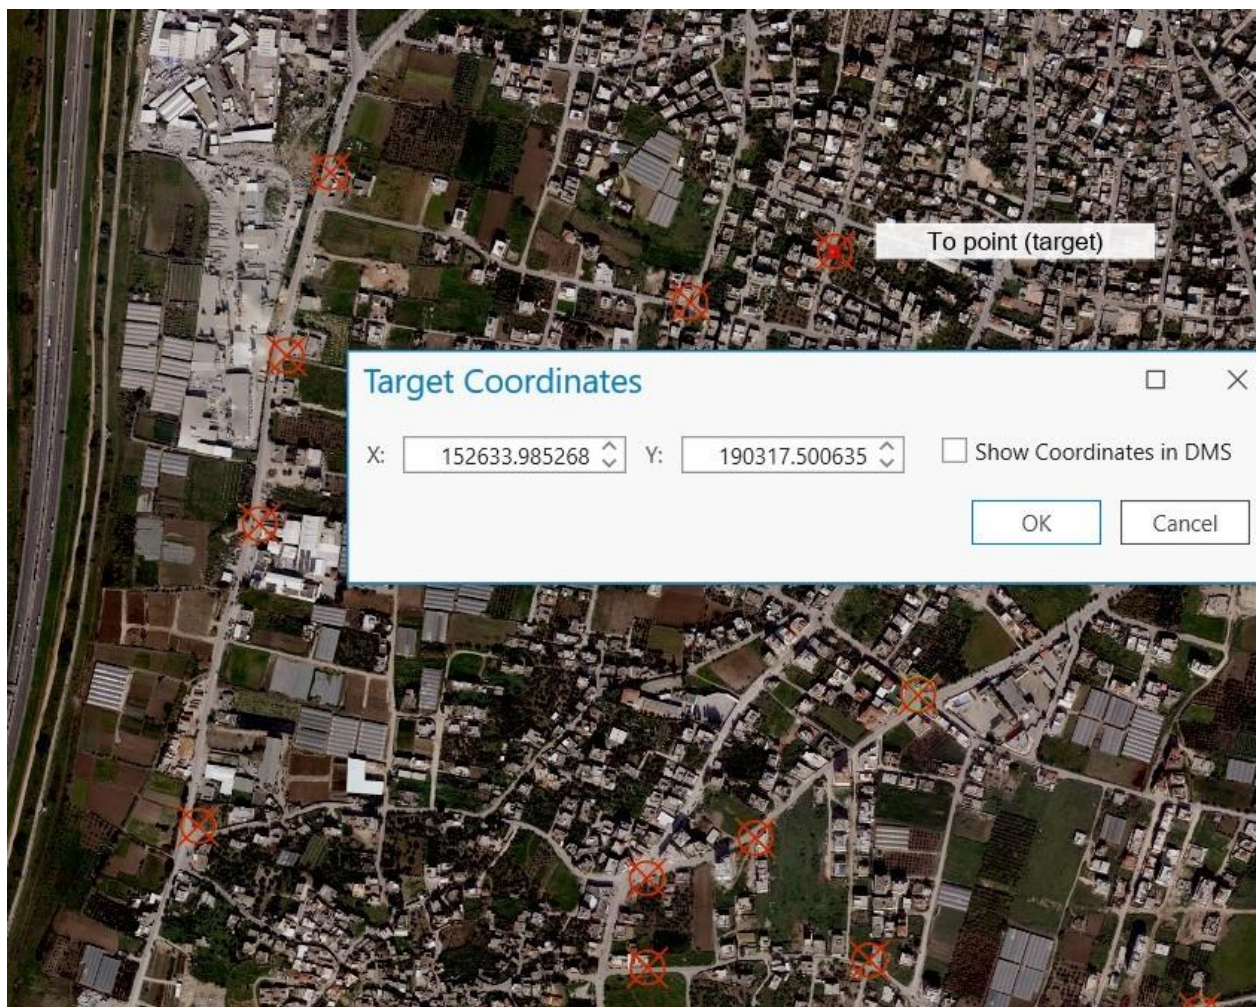 To point (target)
Target Coordinates
X: 152633.985268 Y: 190317.500635 Show Coordinates in DMS
OK Cancel